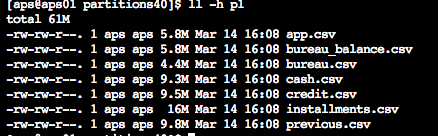 [aps@aps01 partitions40]$ ll -h p1
total 61M
-rw-rw-r--. 1 aps aps 5.8M Mar 14 16:08 app.csv
-rw-rw-r--. 1 aps aps 5.8M Mar 14 16:08 bureau_balance.csv
-rw-rw-r--. 1 aps aps 4.4M Mar 14 16:08 bureau.csv
-rw-rw-r--. 1 aps aps 9.3M Mar 14 16:08 cash.csv
-rw-rw-r--. 1 aps aps 9.5M Mar 14 16:08 credit.csv
-rw-rw-r--. 1 aps aps  16M Mar 14 16:08 installments.csv
-rw-rw-r--. 1 aps aps 9.8M Mar 14 16:08 previous.csv